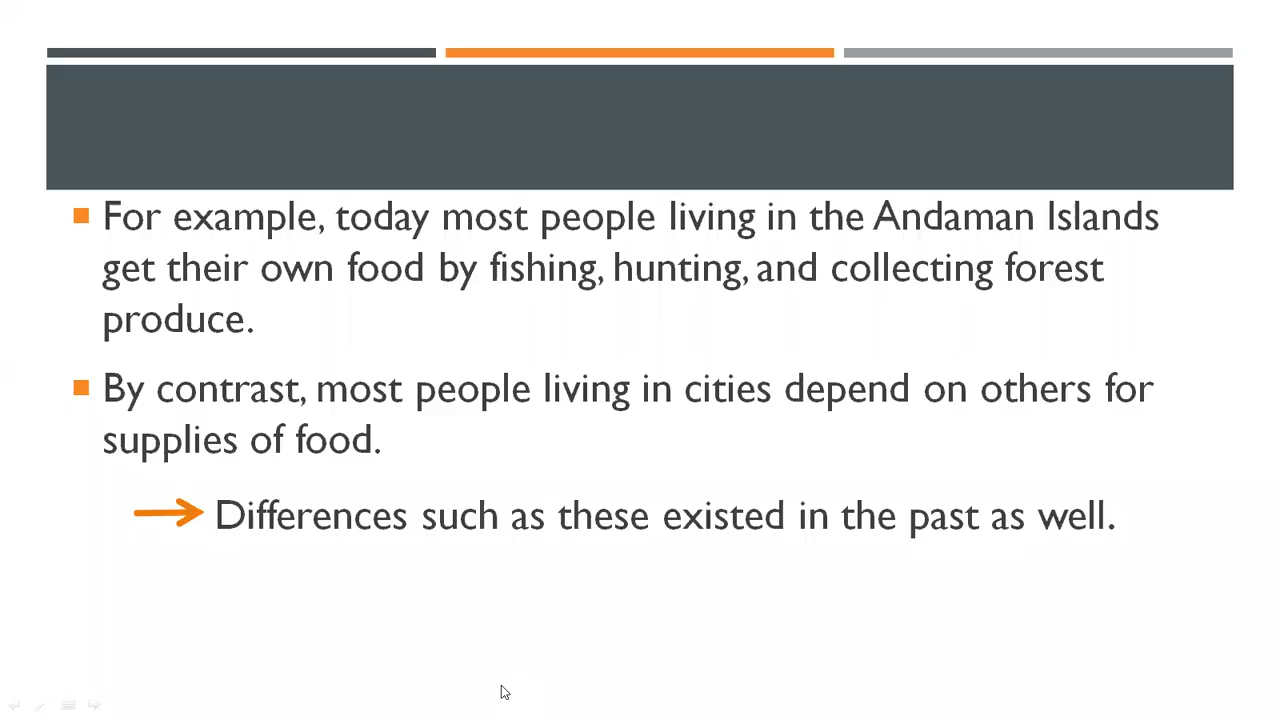 For example, today most people living in the Andaman Islands
get their own food by fishing, hunting, and collecting forest
produce.
By contrast, most people living in cities depend on others for
supplies of food.
Differences such as these existed in the past as well.